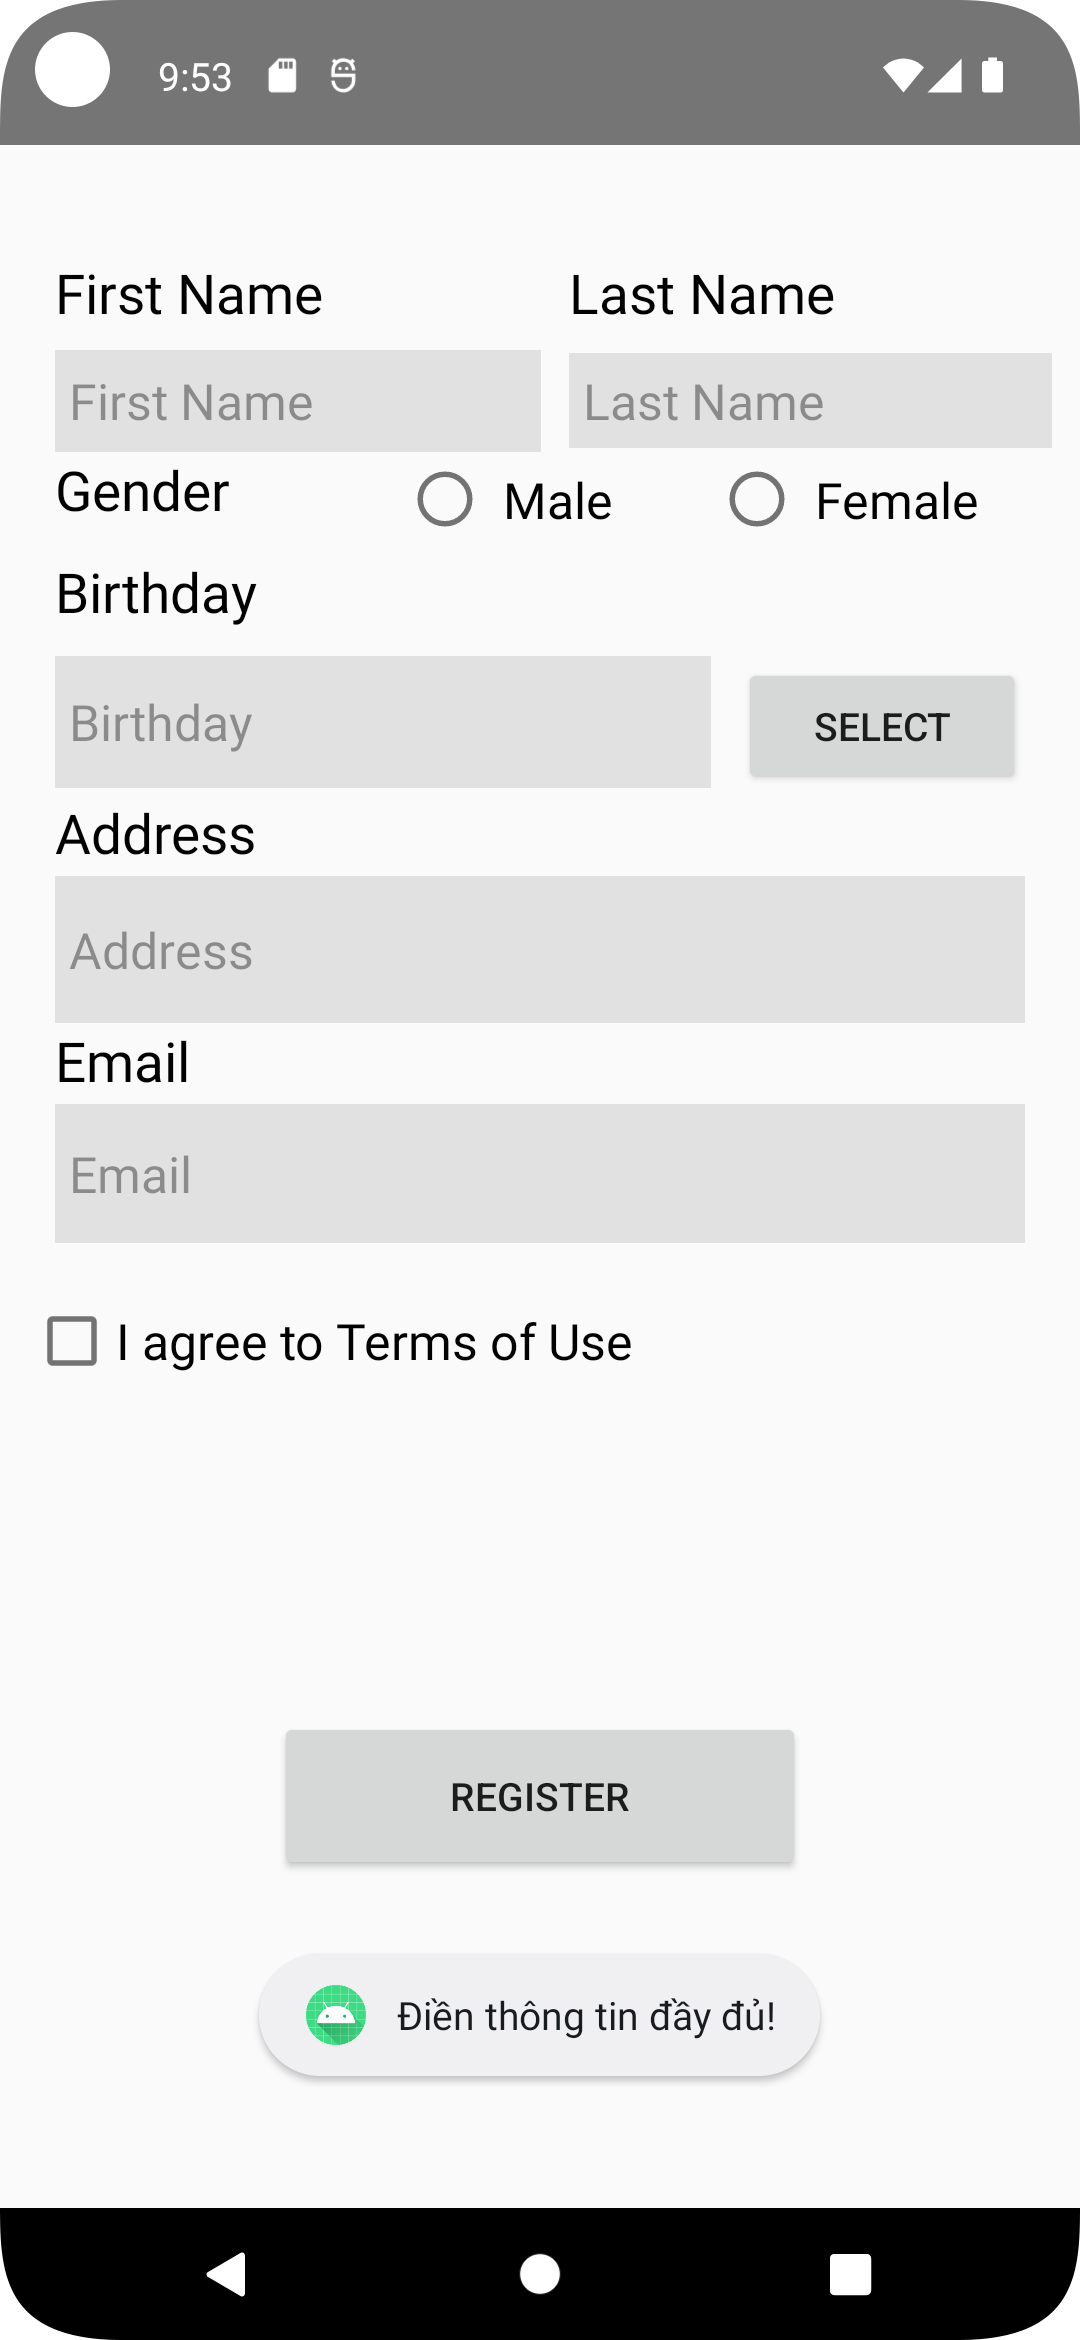 9:53
First Name Last Name
First Name Last Name
Gender Male Female
Birthday
Birthday SELECT
Address
Address
Email
Email
I agree to Terms of Use
REGISTER
Điền thông tin đầy đủ!